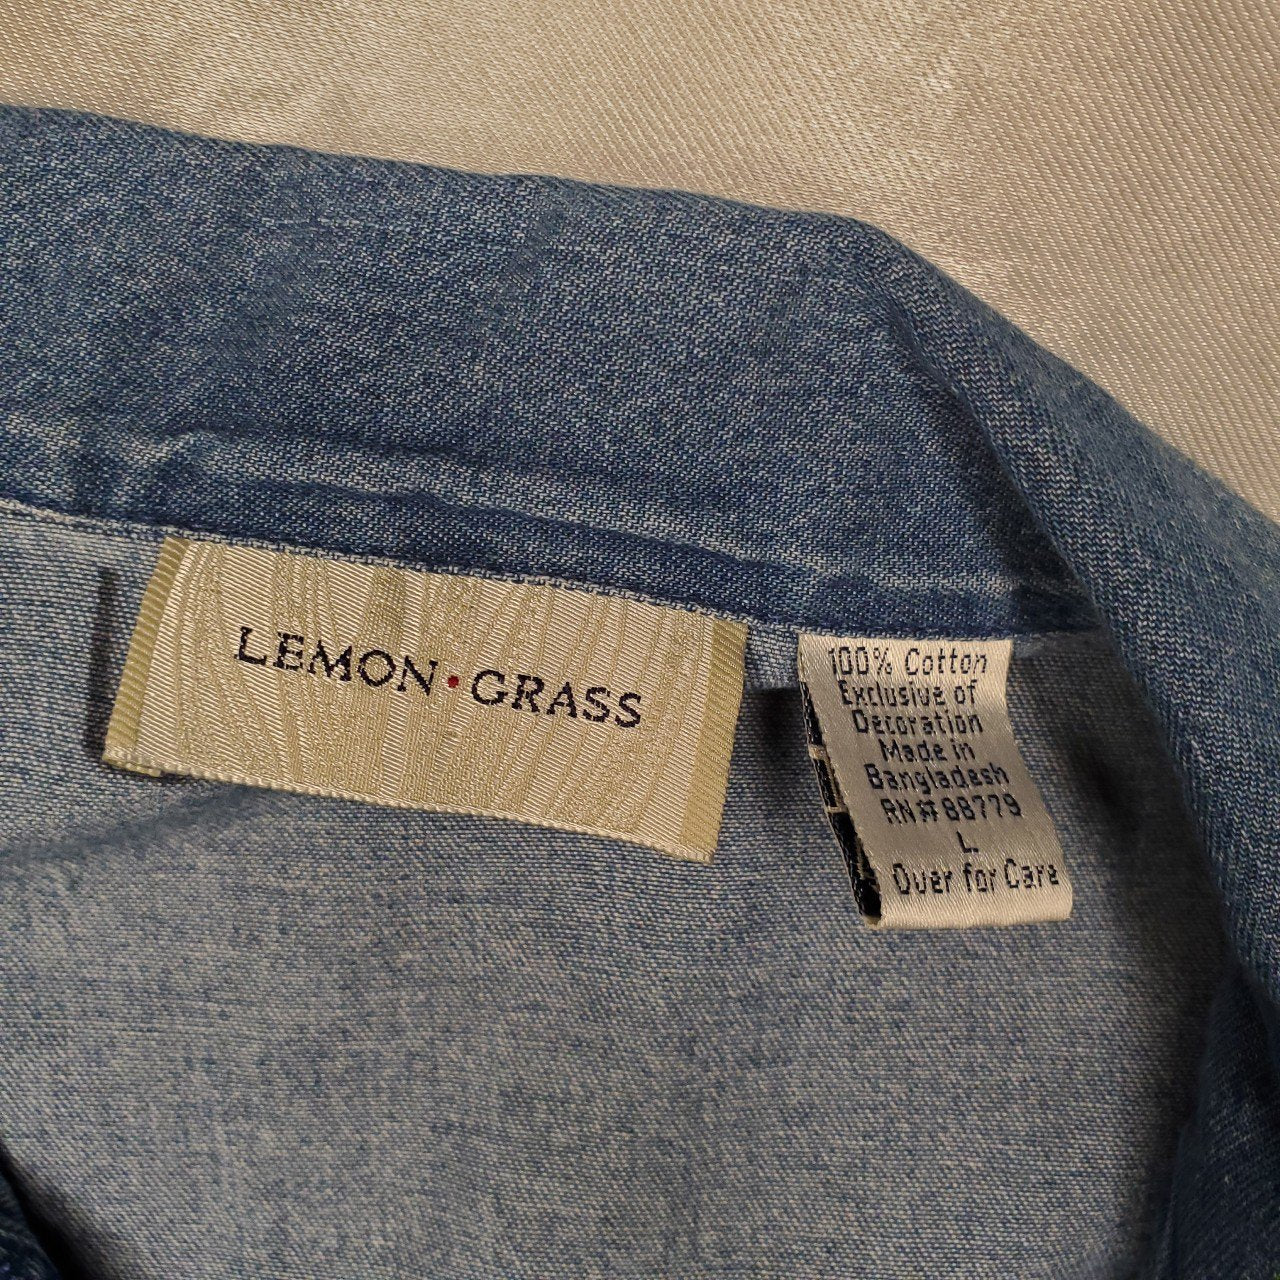 LEMON·GRASS
100% Cotton
Exclusive of
Decoration
Made in
Bangladesh
RN# 88779
L
Over for Care